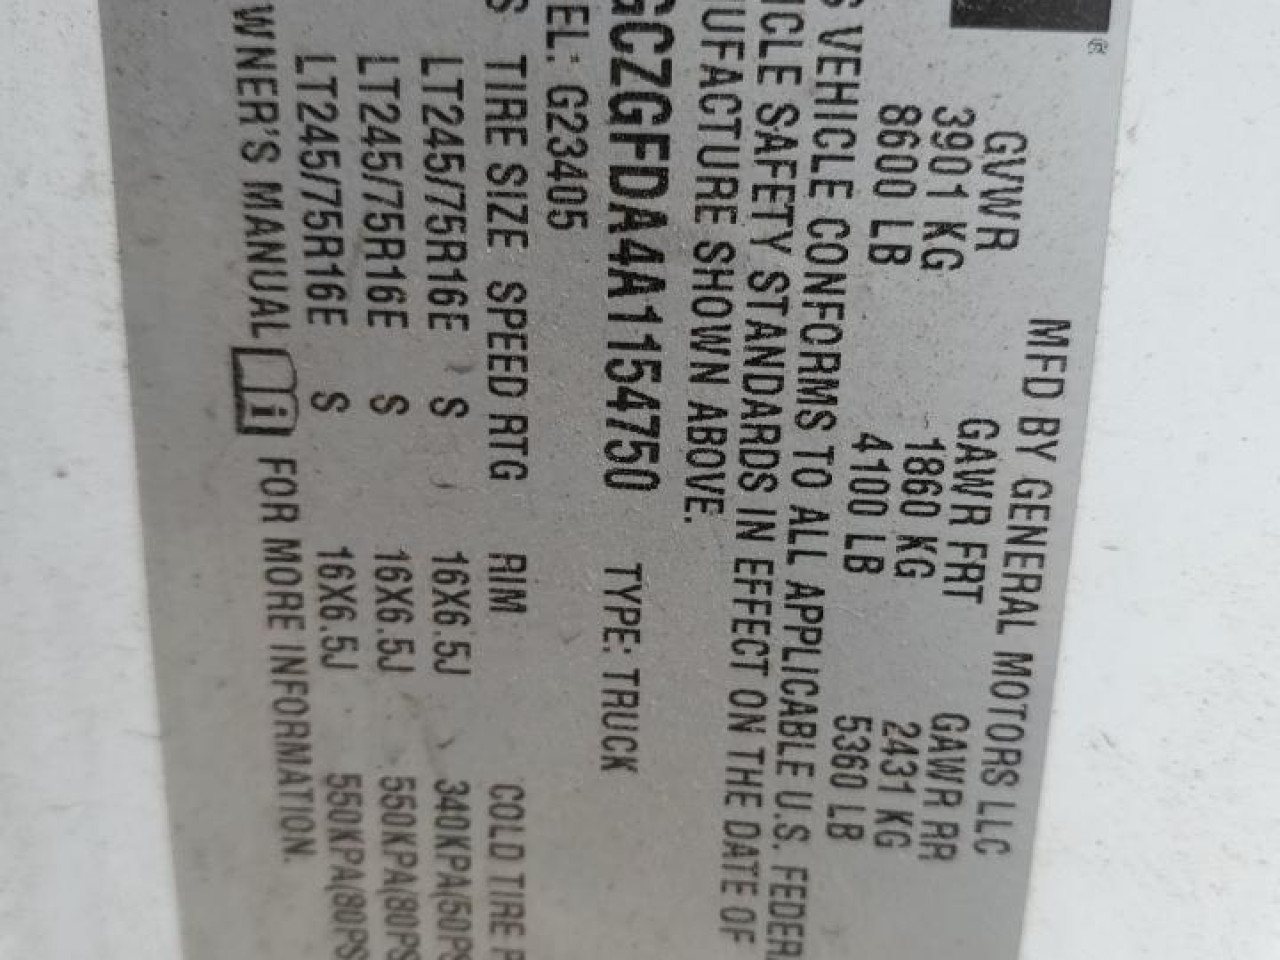 ®
MFD BY GENERAL MOTORS LLC
GVWR GAWR FRT GAWR RR
3901 KG 1860 KG 2431 KG
8600 LB 4100 LB 5360 LB
S VEHICLE CONFORMS TO ALL APPLICABLE U.S. FEDER
ICLE SAFETY STANDARDS IN EFFECT ON THE DATE OF
UFACTURE SHOWN ABOVE.
GCZGFDA4A1154750 TYPE: TRUCK
EL: G23405
S TIRE SIZE SPEED RTG RIM COLD TIRE P
LT245/75R16E S 16X6.5J 340KPA(50PS
LT245/75R16E S 16X6.5J 550KPA(80PS
LT245/75R16E S 16X6.5J 550KPA(80PS
WNER'S MANUAL i FOR MORE INFORMATION.